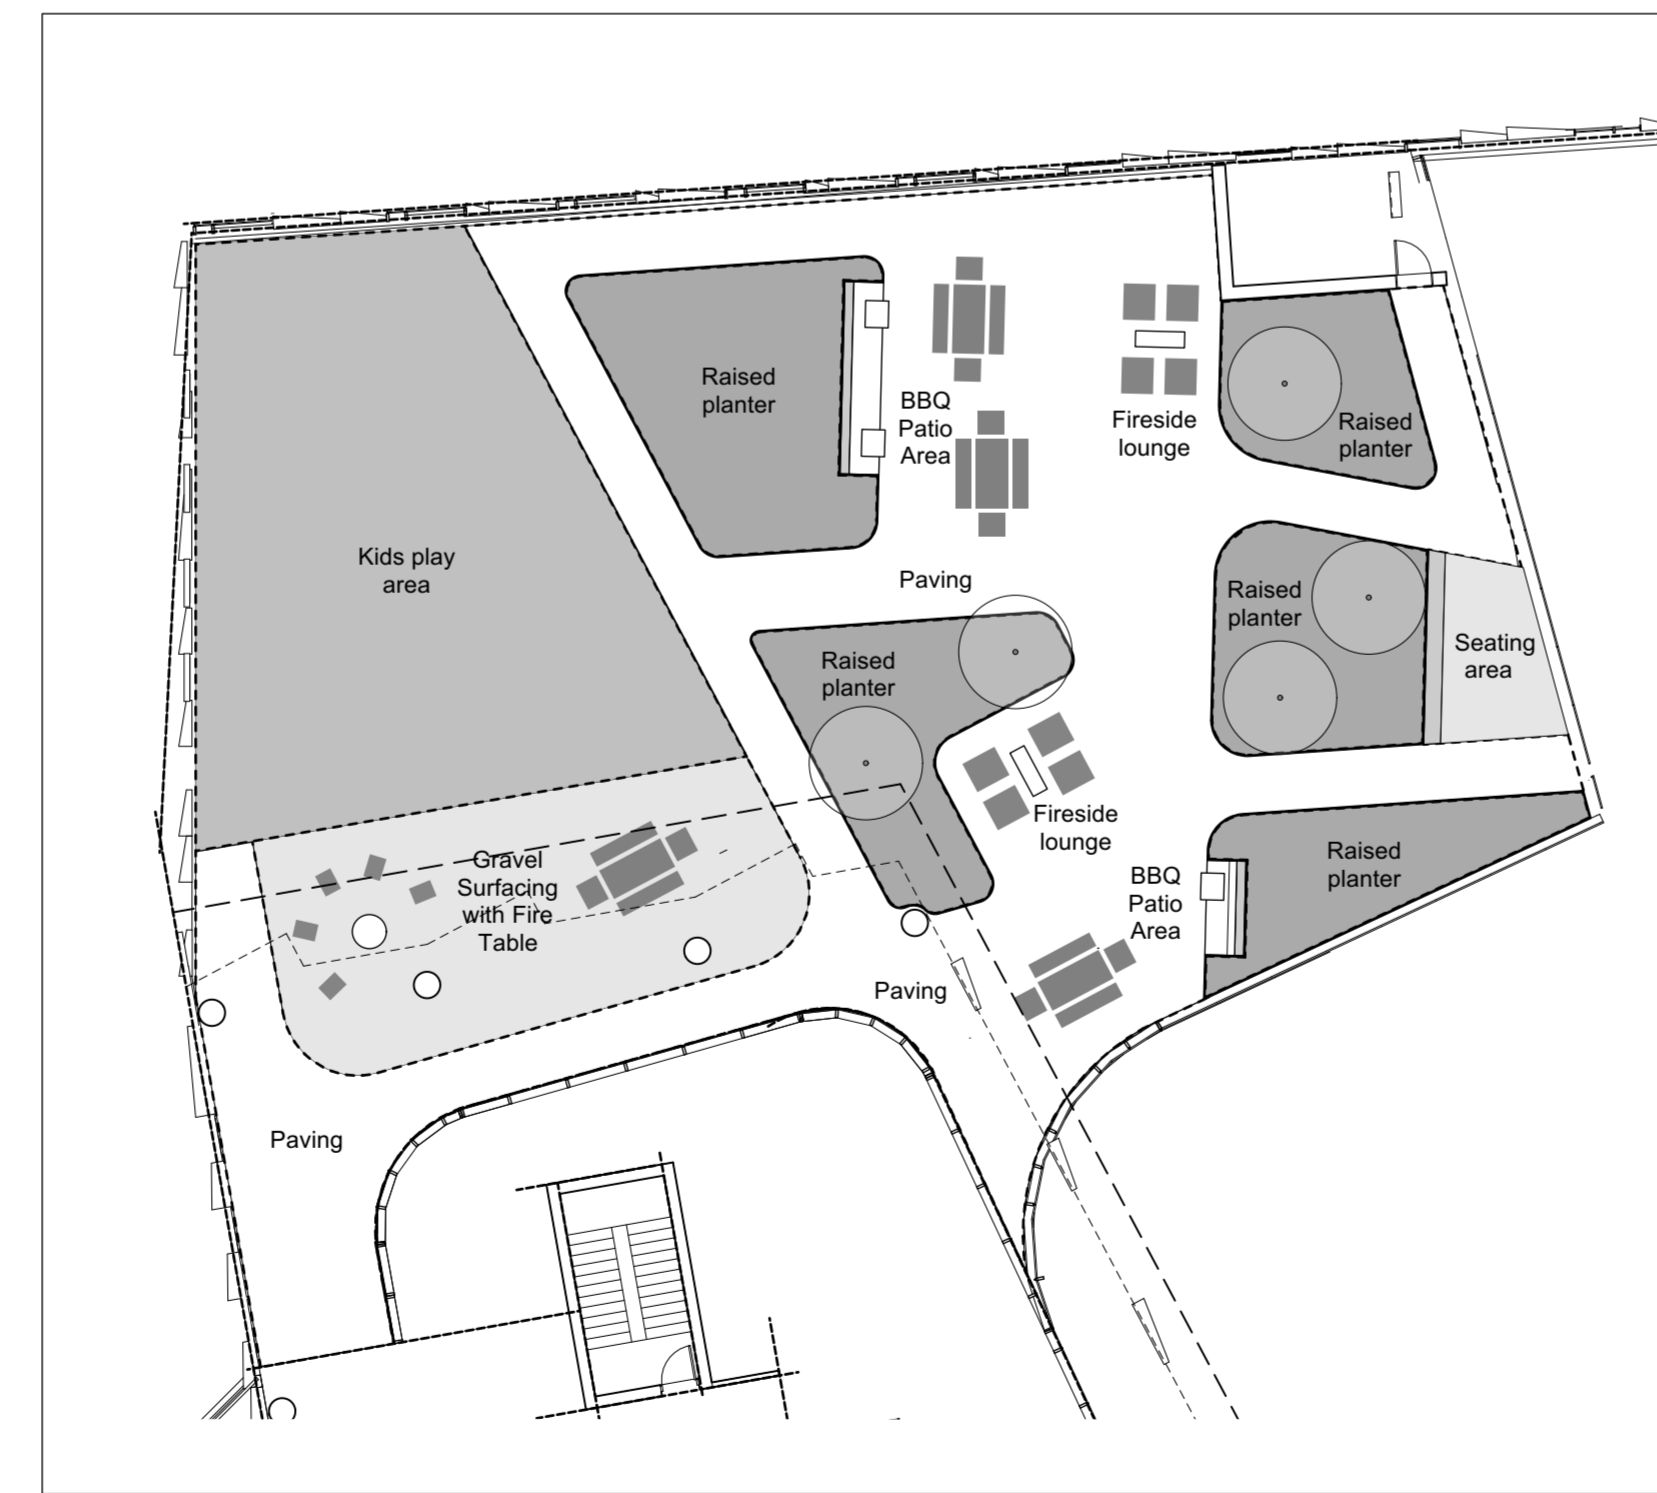 Raised
planter
BBQ
Patio
Area
Fireside
lounge
Raised
planter
Kids play
area
Paving
Raised
planter
Seating
area
Raised
planter
Fireside
lounge
Gravel
Surfacing
with Fire
Table
BBQ
Patio
Area
Raised
planter
Paving
Paving